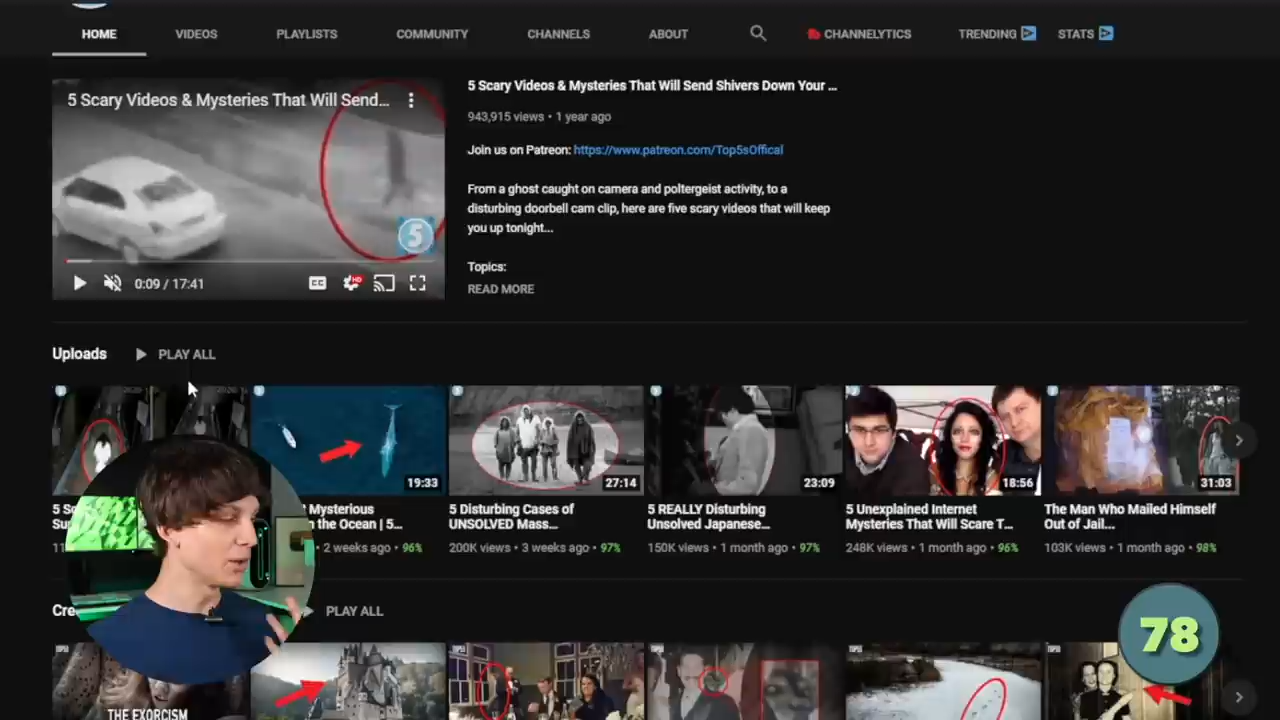 HOME VIDEOS PLAYLISTS COMMUNITY CHANNELS ABOUT CHANNELYTICS TRENDING STATS
5 Scary Videos & Mysteries That Will Send...
5
0:09 / 17:41
CC
HD
5 Scary Videos & Mysteries That Will Send Shivers Down Your ...
943,915 views • 1 year ago
Join us on Patreon: https://www.patreon.com/Top5sOffical
From a ghost caught on camera and poltergeist activity, to a
disturbing doorbell cam clip, here are five scary videos that will keep
you up tonight...
Topics:
READ MORE
Uploads PLAY ALL
19:33
27:14
23:09
18:56
31:03
Mysterious
the Ocean | 5...
2 weeks ago • 96%
5 Disturbing Cases of
UNSOLVED Mass...
200K views • 3 weeks ago • 97%
5 REALLY Disturbing
Unsolved Japanese...
150K views • 1 month ago • 97%
5 Unexplained Internet
Mysteries That Will Scare T...
248K views • 1 month ago • 96%
The Man Who Mailed Himself
Out of Jail...
103K views • 1 month ago • 98%
PLAY ALL
78
THE EXORCISM